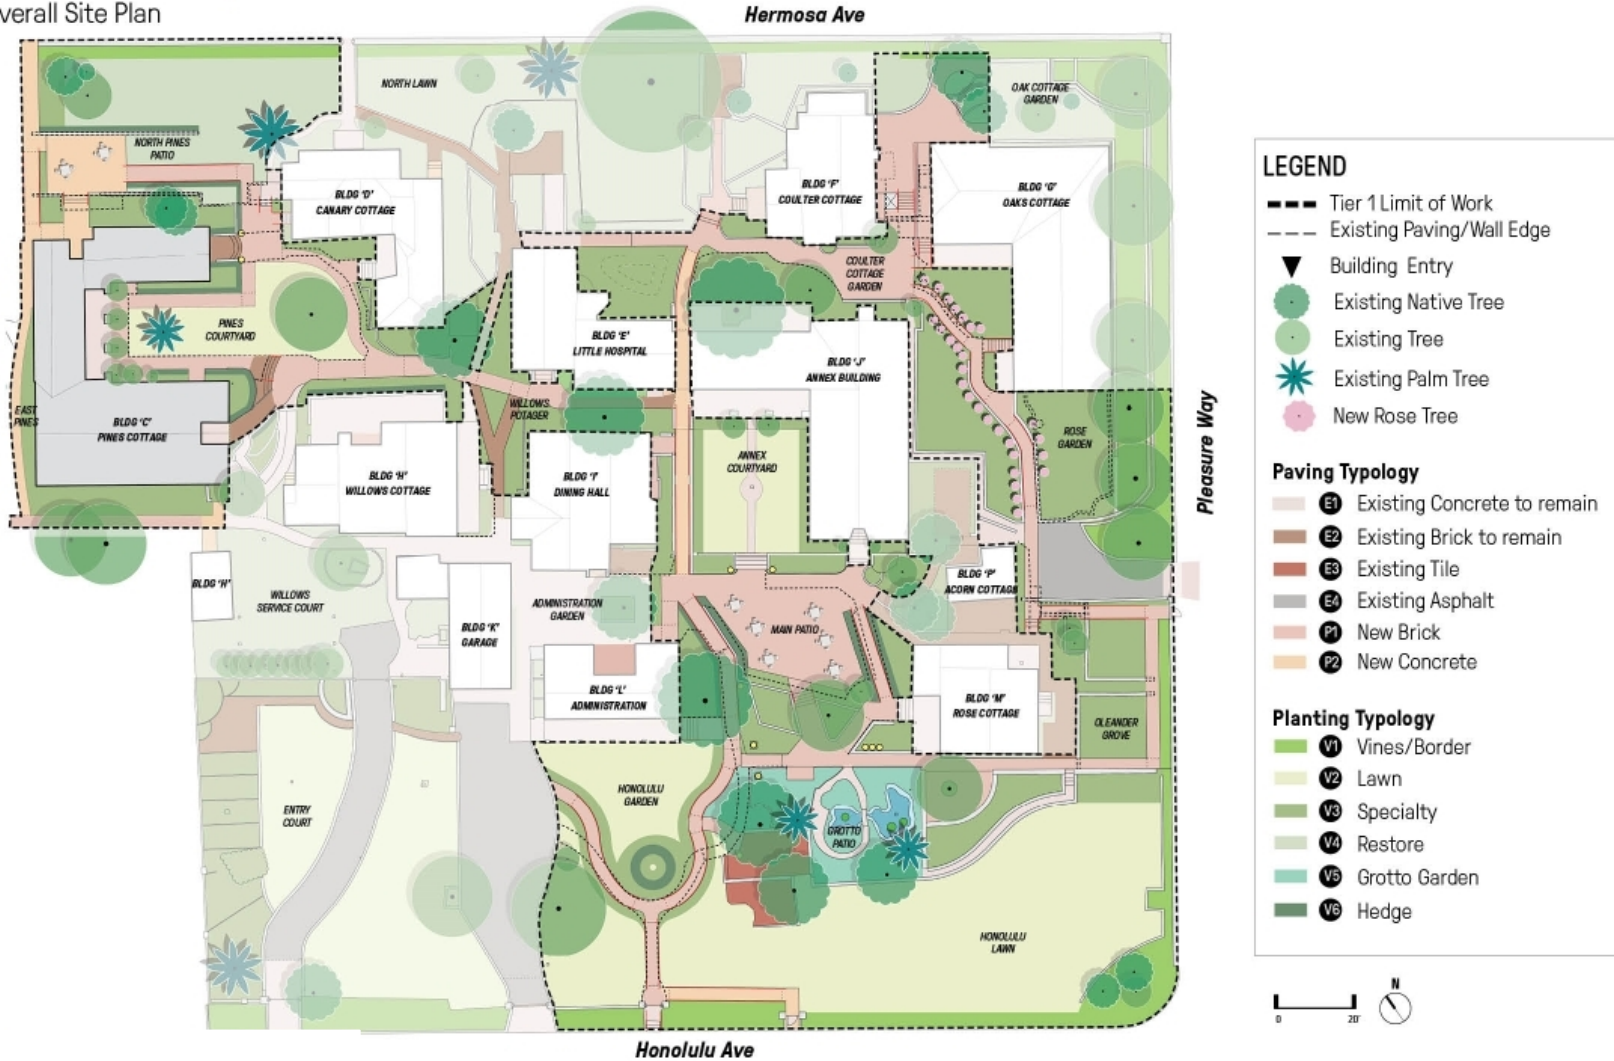 verall Site Plan
Hermosa Ave
NORTH LAWN
OAK COTTAGE
GARDEN
NORTH PINES
PATIO
BLDG 'D'
CANARY COTTAGE
BLDG 'F'
COULTER COTTAGE
BLDG 'G'
OAKS COTTAGE
COULTER
COTTAGE
GARDEN
PINES
COURTYARD
BLDG 'E'
LITTLE HOSPITAL
BLDG 'J'
ANNEX BUILDING
EAST
PINES
BLDG 'C'
PINES COTTAGE
WILLOWS
POTAGER
ROSE
GARDEN
ANNEX
COURTYARD
BLDG 'H'
WILLOWS COTTAGE
BLDG 'I'
DINING HALL
Pleasure Way
BLDG 'H'
WILLOWS
SERVICE COURT
ADMINISTRATION
GARDEN
BLDG 'P'
ACORN COTTAGE
BLDG 'K'
GARAGE
MAIN PATIO
BLDG 'L'
ADMINISTRATION
BLDG 'M'
ROSE COTTAGE
OLEANDER
GROVE
ENTRY
COURT
HONOLULU
GARDEN
GROTTO
PATIO
HONOLULU
LAWN
Honolulu Ave
LEGEND
Tier 1 Limit of Work
Existing Paving/Wall Edge
Building Entry
Existing Native Tree
Existing Tree
Existing Palm Tree
New Rose Tree
Paving Typology
E1 Existing Concrete to remain
E2 Existing Brick to remain
E3 Existing Tile
E4 Existing Asphalt
P1 New Brick
P2 New Concrete
Planting Typology
V1 Vines/Border
V2 Lawn
V3 Specialty
V4 Restore
V5 Grotto Garden
V6 Hedge
0 20'
N